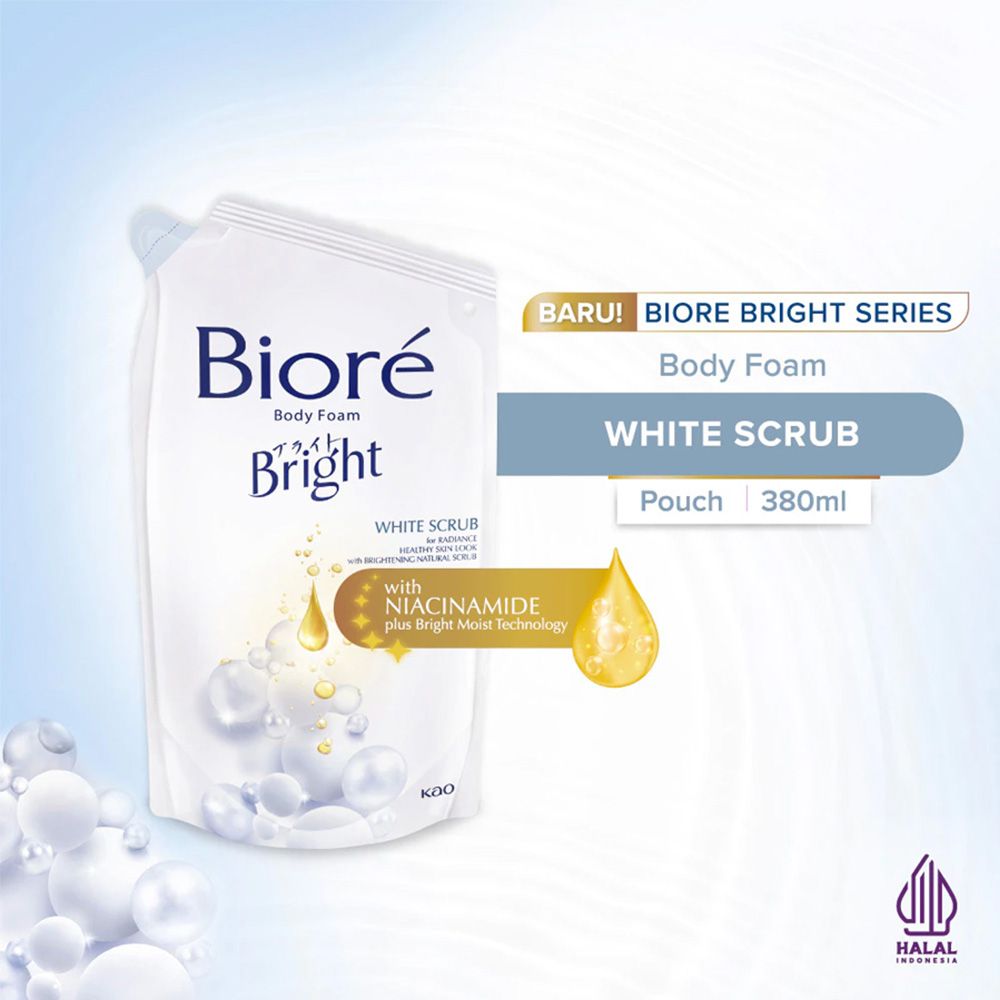 Bioré
Body Foam
ブライト
Bright
WHITE SCRUB
for RADIANCE
HEALTHY SKIN LOOK
with BRIGHTENING NATURAL SCRUB
with
NIACINAMIDE
plus Bright Moist Technology
Kao
BARU! BIORE BRIGHT SERIES
Body Foam
WHITE SCRUB
Pouch | 380ml
HALAL
INDONESIA